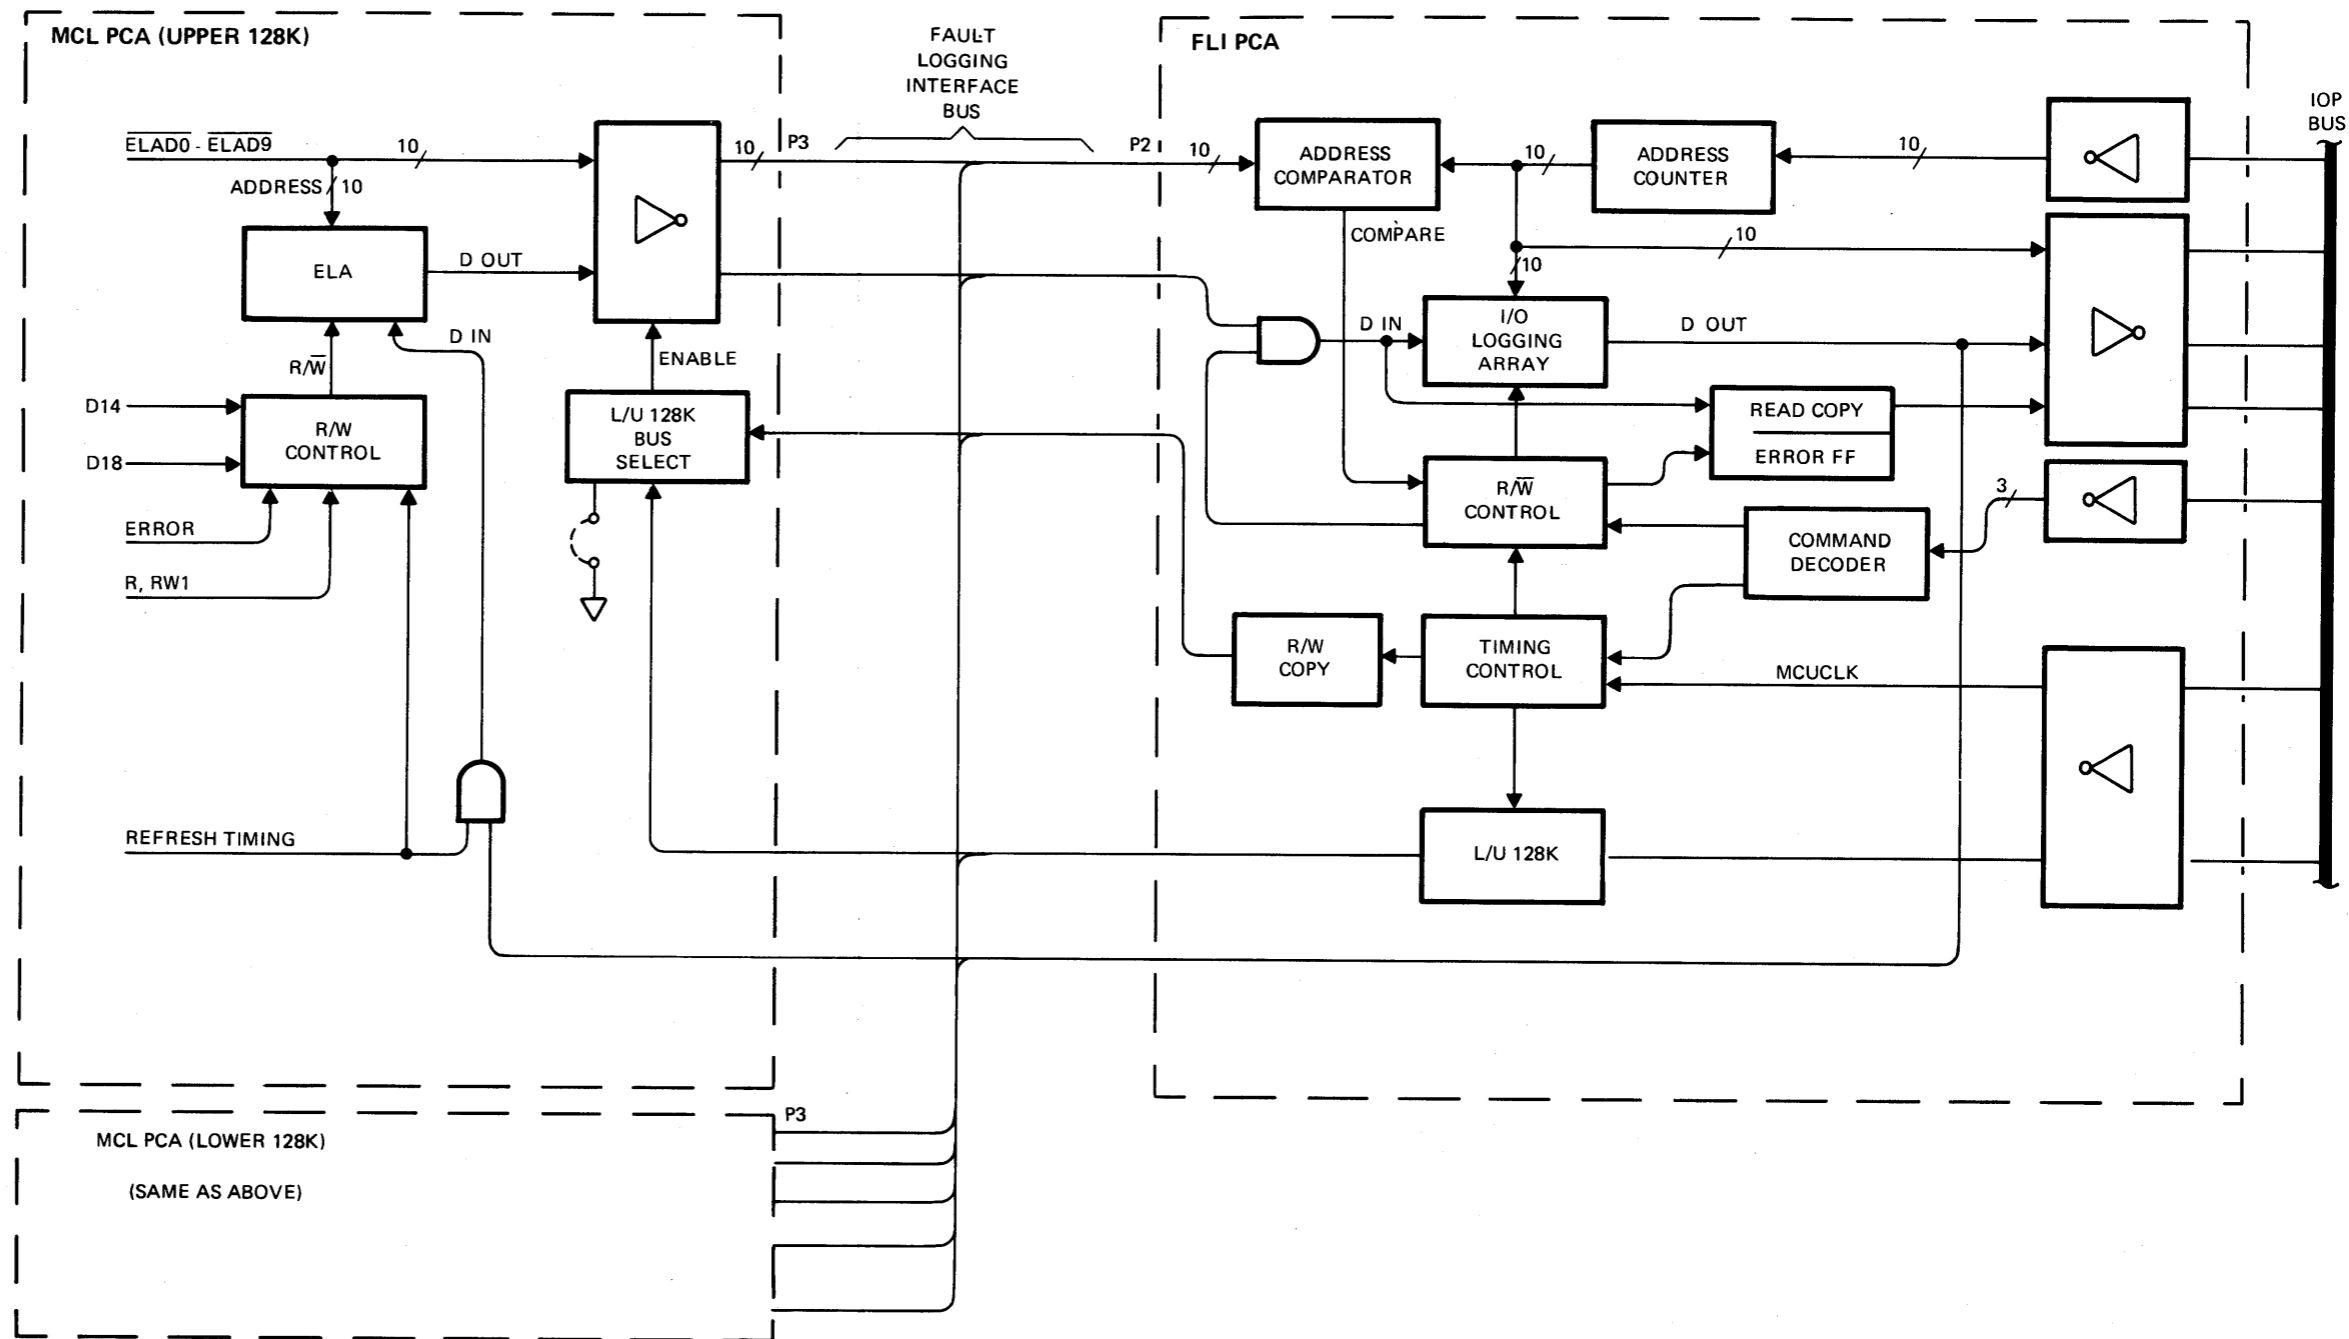 MCL PCA (UPPER 128K)
FAULT
LOGGING
INTERFACE
BUS
FLI PCA
IOP
BUS
ELAD0 - ELAD9
10
10
P3
P2
10
ADDRESS
COMPARATOR
10
ADDRESS
COUNTER
10
ADDRESS
10
COMPARE
10
10
ELA
D OUT
D IN
I/O
LOGGING
ARRAY
D OUT
D IN
R/W
ENABLE
D14
D18
R/W
CONTROL
L/U 128K
BUS
SELECT
READ COPY
ERROR FF
R/W
CONTROL
3
COMMAND
DECODER
ERROR
R, RW1
R/W
COPY
TIMING
CONTROL
MCUCLK
REFRESH TIMING
L/U 128K
P3
MCL PCA (LOWER 128K)
(SAME AS ABOVE)